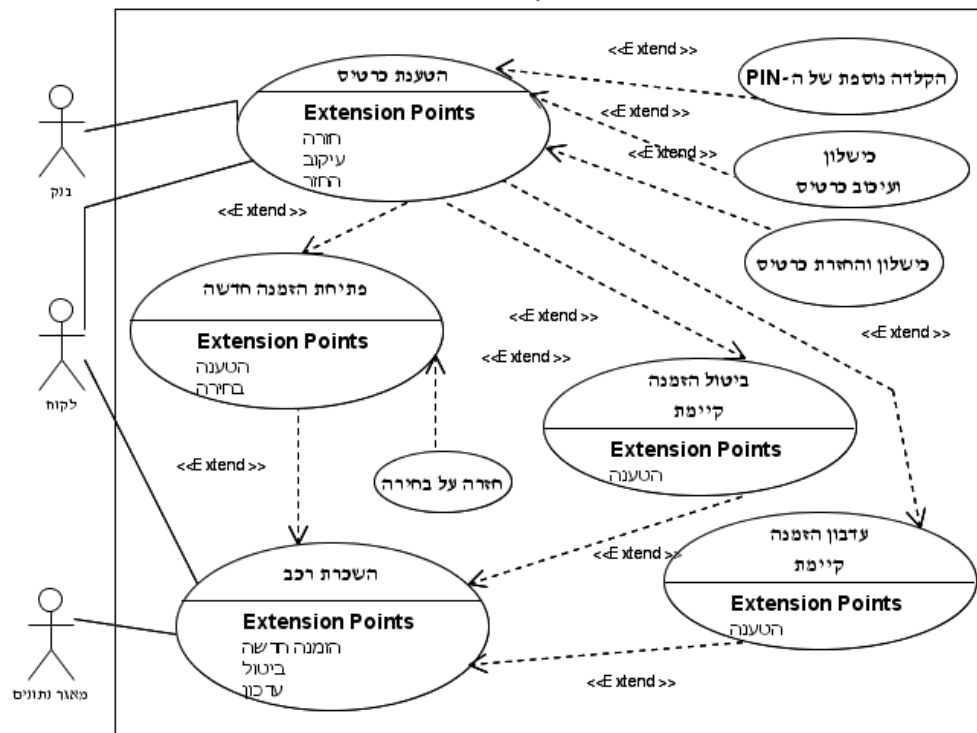 <<Extend>>
הטענת כרטיס
Extension Points
חזרה
עיקוב
החזר
הקלדה נוספת של ה-PIN
<<Extend>>
<<Extend>>
כישלון
ועיכוב כרטיס
כישלון והחזרת כרטיס
בנק
<<Extend>>
פתיחת הזמנה חדשה
Extension Points
הטענה
בחירה
<<Extend>>
<<Extend>>
<<Extend>>
לקוח
ביטול הזמנה
קיימת
Extension Points
הטענה
<<Extend>>
חזרה על בחירה
עדבון הזמנה
קיימת
Extension Points
הטענה
<<Extend>>
השכרת רכב
Extension Points
הזמנה חדשה
ביטול
עדכון
<<Extend>>
מאגר נתונים